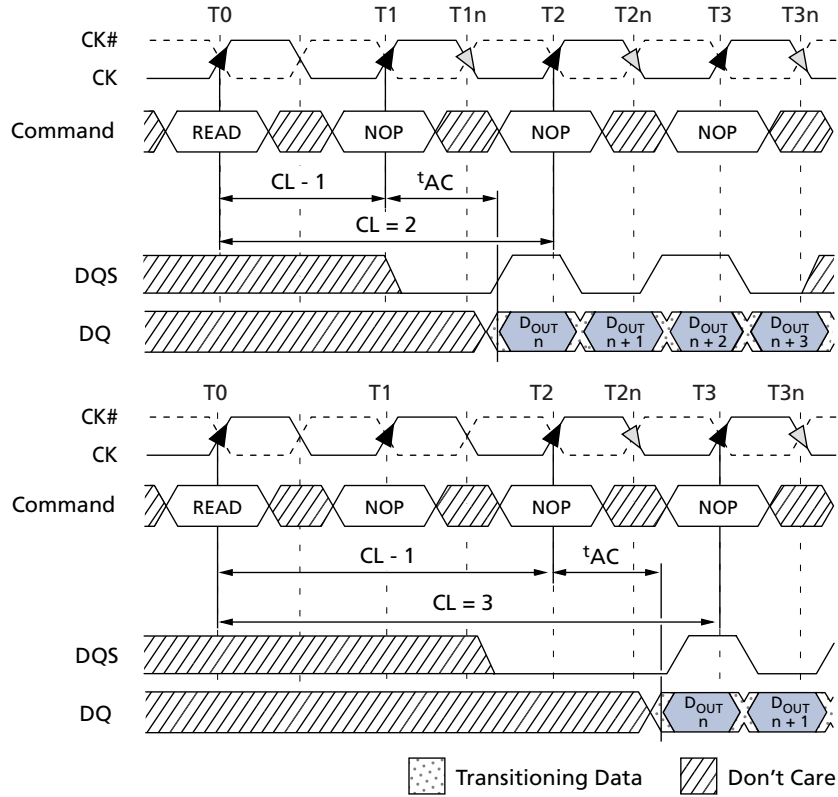 T0 T1 T1n T2 T2n T3 T3n
CK#
CK
Command READ NOP NOP NOP
CL - 1 tAC
CL = 2
DQS
DQ DOUT n DOUT n + 1 DOUT n + 2 DOUT n + 3
T0 T1 T2 T2n T3 T3n
CK#
CK
Command READ NOP NOP NOP
CL - 1 tAC
CL = 3
DQS
DQ DOUT n DOUT n + 1
Transitioning Data Don't Care